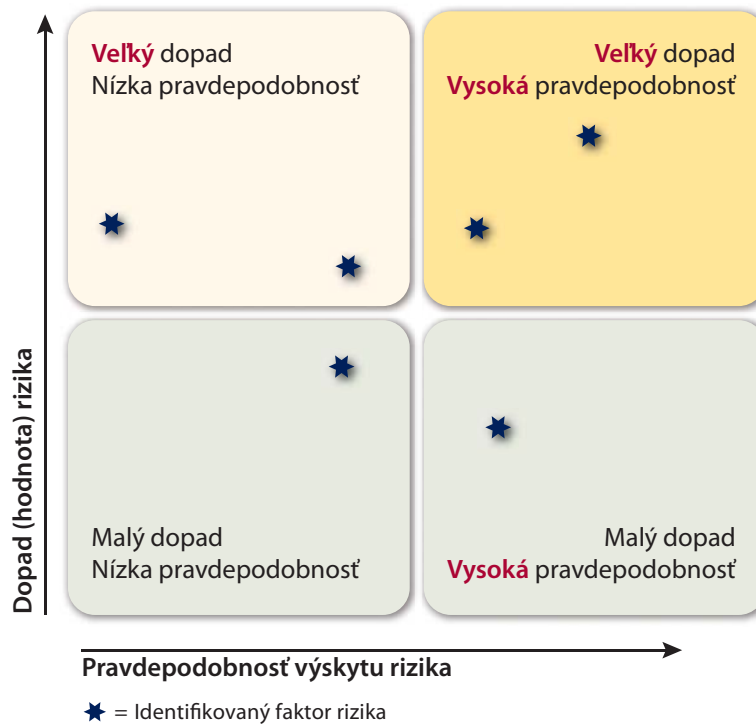 Veľký dopad
Nízka pravdepodobnosť
Veľký dopad
Vysoká pravdepodobnosť
Dopad (hodnota) rizika
Malý dopad
Nízka pravdepodobnosť
Malý dopad
Vysoká pravdepodobnosť
Pravdepodobnosť výskytu rizika
= Identifikovaný faktor rizika